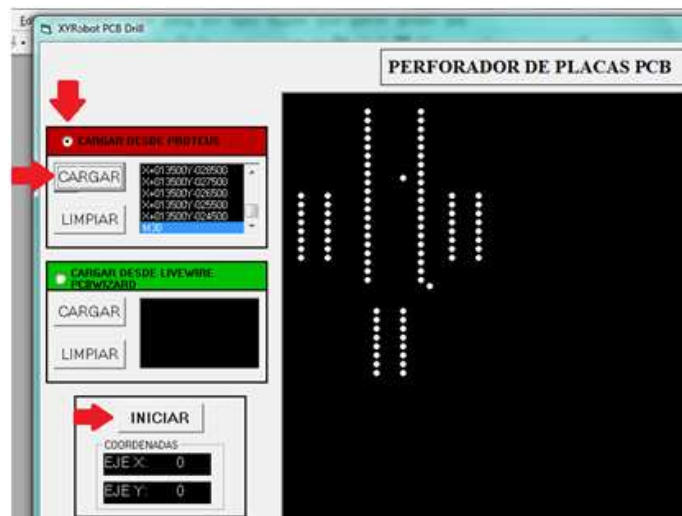 XYRobot PCB Drill
PERFORADOR DE PLACAS PCB
CARGAR DESDE PROTEUS
CARGAR
X+013500Y-028500
X+013500Y-027500
X+013500Y-026500
X+013500Y-025500
X+013500Y-024500
M30
LIMPIAR
CARGAR DESDE LIVEWIRE
PCBWIZARD
CARGAR
LIMPIAR
INICIAR
COORDENADAS
EJE X: 0
EJE Y: 0